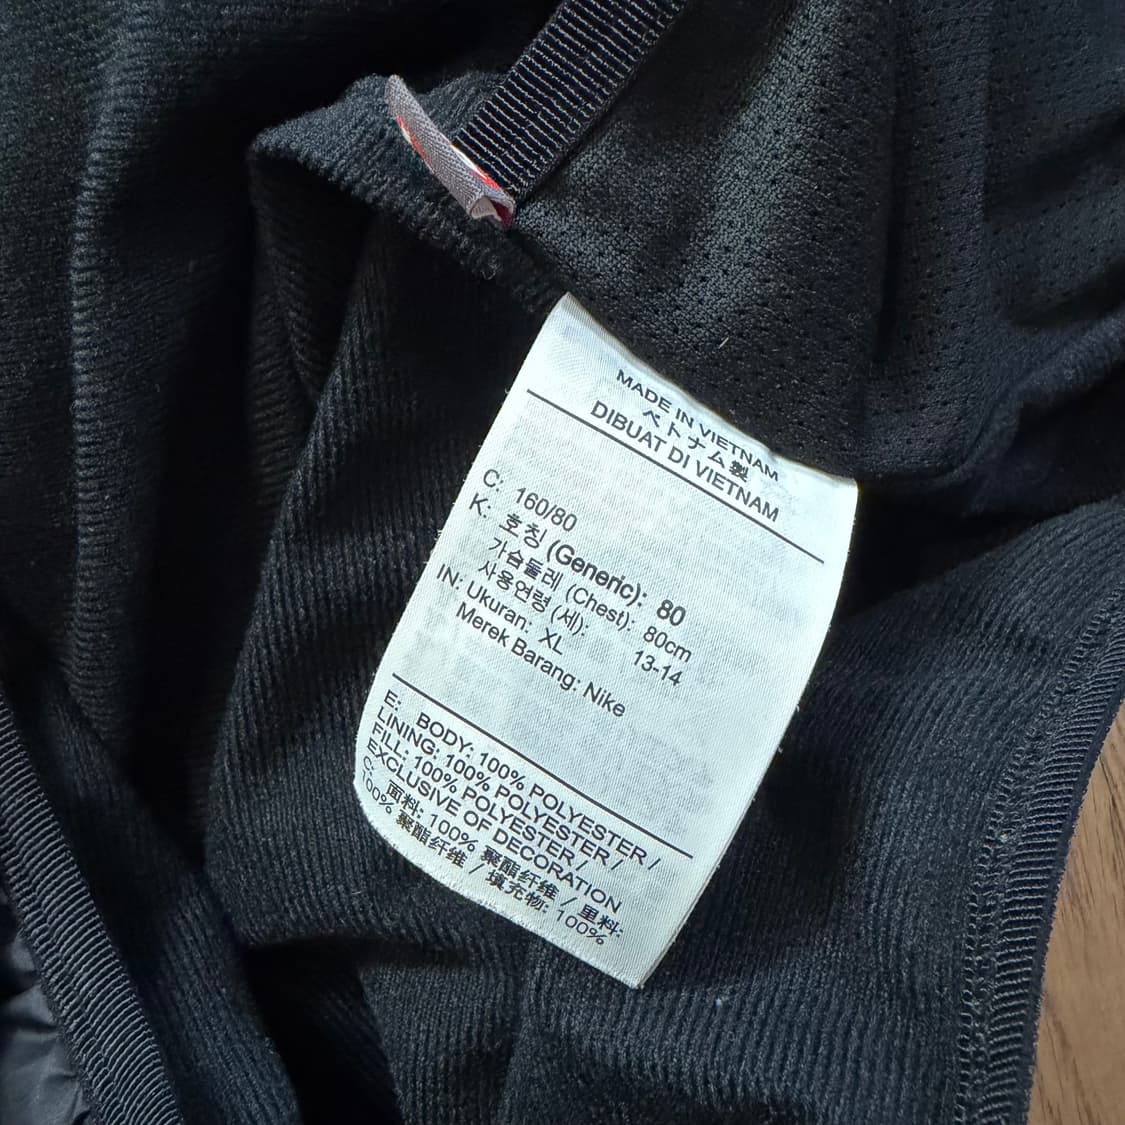 MADE IN VIETNAM
ベトナム製
DIBUAT DI VIETNAM
C: 160/80
K: 호칭 (Generic): 80
가슴둘레 (Chest): 80cm
사용연령 (세): 13-14
IN: Ukuran: XL
Merek Barang: Nike
E: BODY: 100% POLYESTER /
LINING: 100% POLYESTER /
FILL: 100% POLYESTER /
EXCLUSIVE OF DECORATION
C: 面料: 100% 聚酯纤维 / 里料:
100% 聚酯纤维 / 填充物: 100%